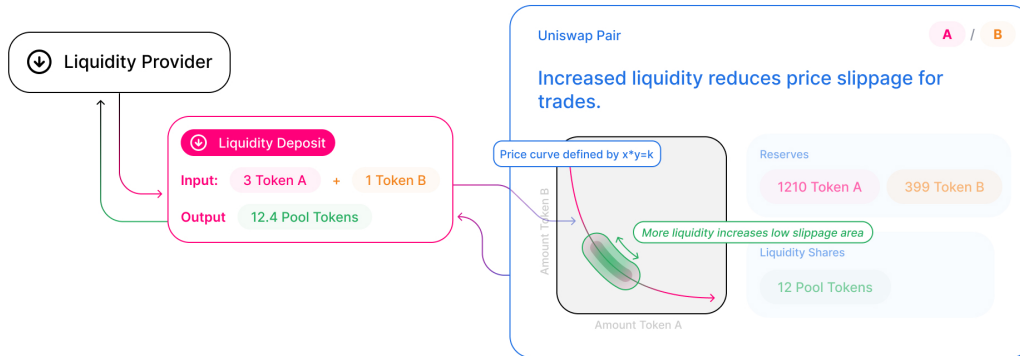 Liquidity Provider
Liquidity Deposit
Input: 3 Token A + 1 Token B
Output 12.4 Pool Tokens
Uniswap Pair
A / B
Increased liquidity reduces price slippage for
trades.
Price curve defined by x*y=k
Amount Token B
More liquidity increases low slippage area
Amount Token A
Reserves
1210 Token A 399 Token B
Liquidity Shares
12 Pool Tokens